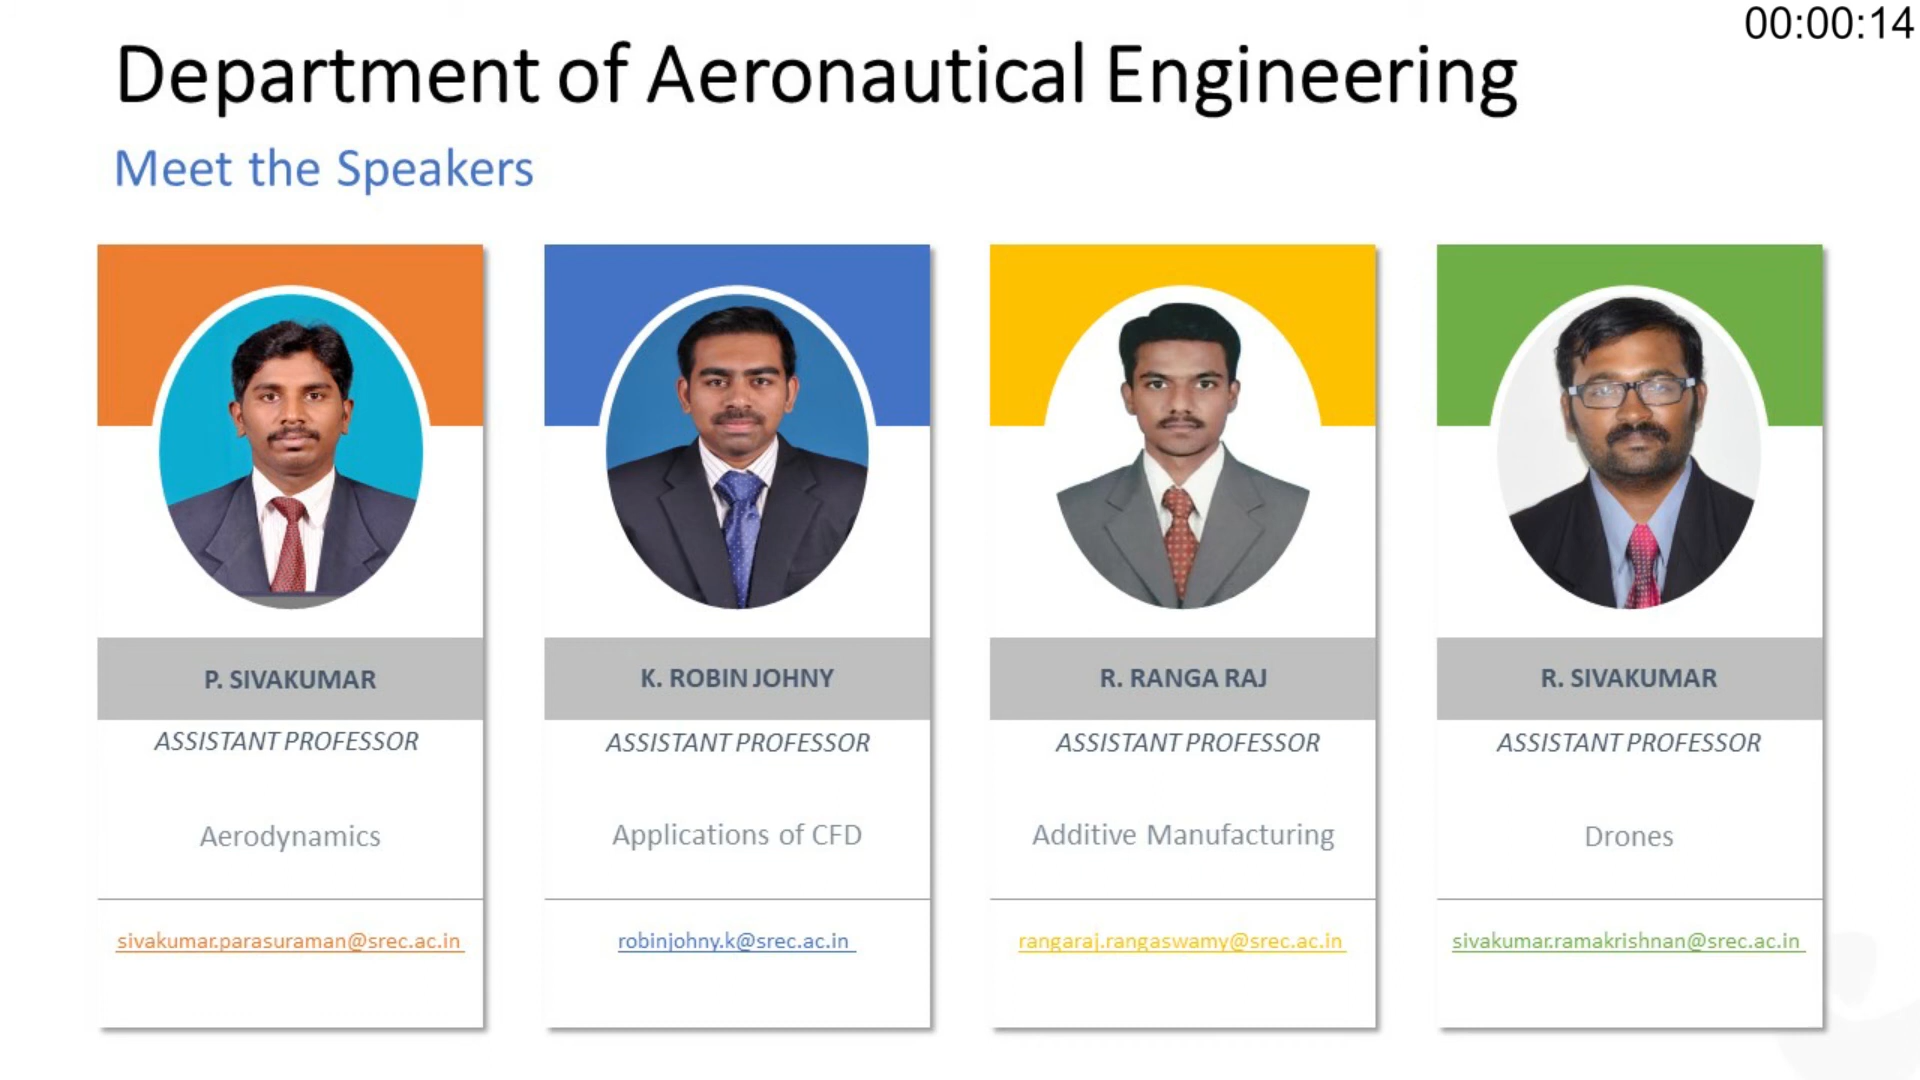 00:00:14
Department of Aeronautical Engineering
Meet the Speakers
P. SIVAKUMAR
ASSISTANT PROFESSOR
Aerodynamics
sivakumar.parasuraman@srec.ac.in
K. ROBIN JOHNY
ASSISTANT PROFESSOR
Applications of CFD
robinjohny.k@srec.ac.in
R. RANGA RAJ
ASSISTANT PROFESSOR
Additive Manufacturing
rangaraj.rangaswamy@srec.ac.in
R. SIVAKUMAR
ASSISTANT PROFESSOR
Drones
sivakumar.ramakrishnan@srec.ac.in